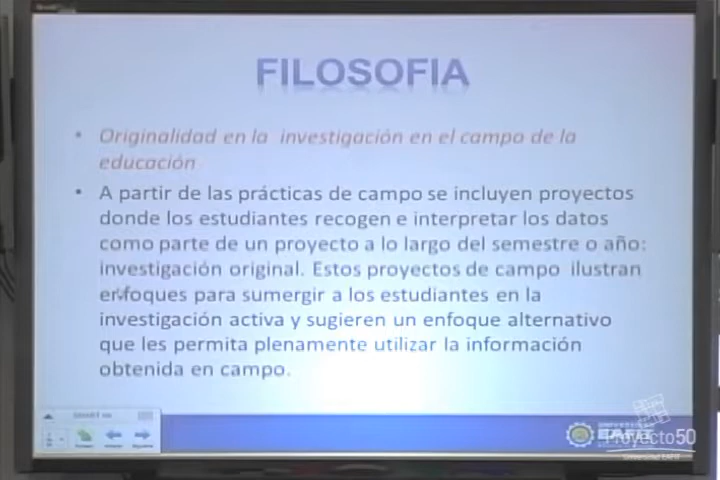 FILOSOFIA
• Originalidad en la investigación en el campo de la
educación
• A partir de las prácticas de campo se incluyen proyectos
donde los estudiantes recogen e interpretar los datos
como parte de un proyecto a lo largo del semestre o año:
investigación original. Estos proyectos de campo ilustran
enfoques para sumergir a los estudiantes en la
investigación activa y sugieren un enfoque alternativo
que les permita plenamente utilizar la información
obtenida en campo.
Proyecto50
Universidad EAFIT